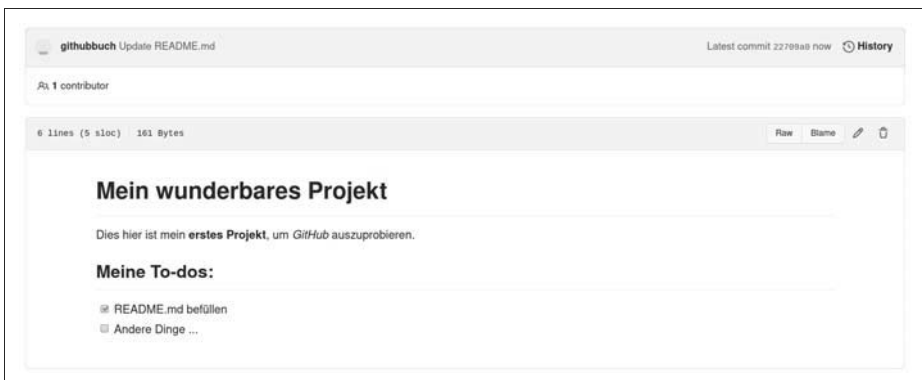 githubbuch Update README.md Latest commit 22709a0 now History
1 contributor
6 lines (5 sloc) 161 Bytes Raw Blame
Mein wunderbares Projekt
Dies hier ist mein erstes Projekt, um GitHub auszuprobieren.
Meine To-dos:
README.md befüllen
Andere Dinge ...